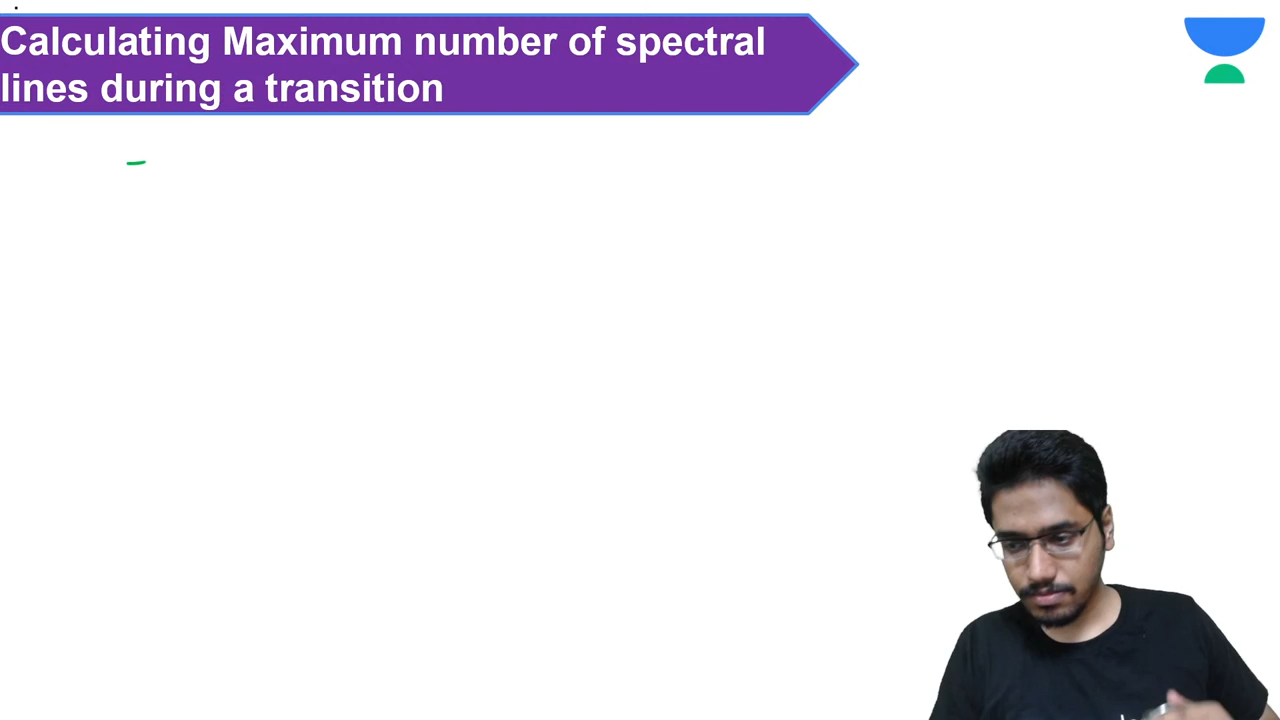 Calculating Maximum number of spectral
lines during a transition